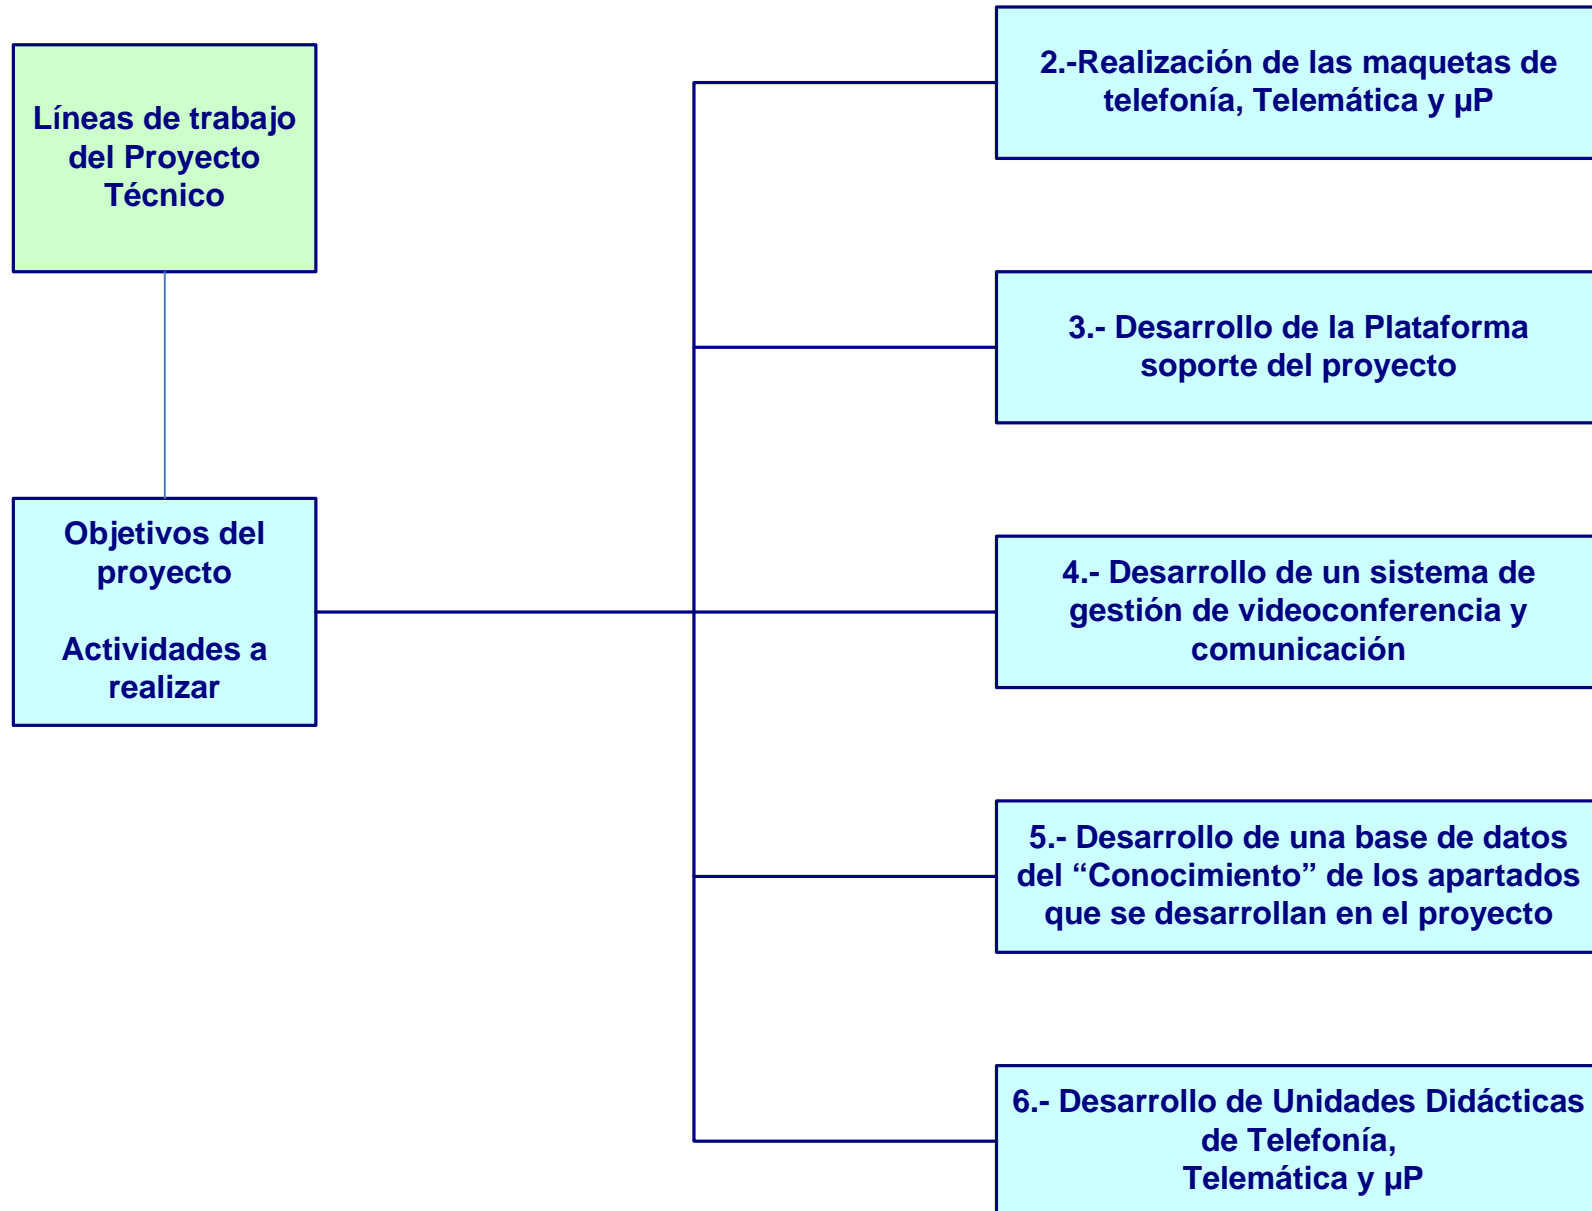 Líneas de trabajo
del Proyecto
Técnico
Objetivos del
proyecto
Actividades a
realizar
2.-Realización de las maquetas de
telefonía, Telemática y µP
3.- Desarrollo de la Plataforma
soporte del proyecto
4.- Desarrollo de un sistema de
gestión de videoconferencia y
comunicación
5.- Desarrollo de una base de datos
del “Conocimiento” de los apartados
que se desarrollan en el proyecto
6.- Desarrollo de Unidades Didácticas
de Telefonía,
Telemática y µP